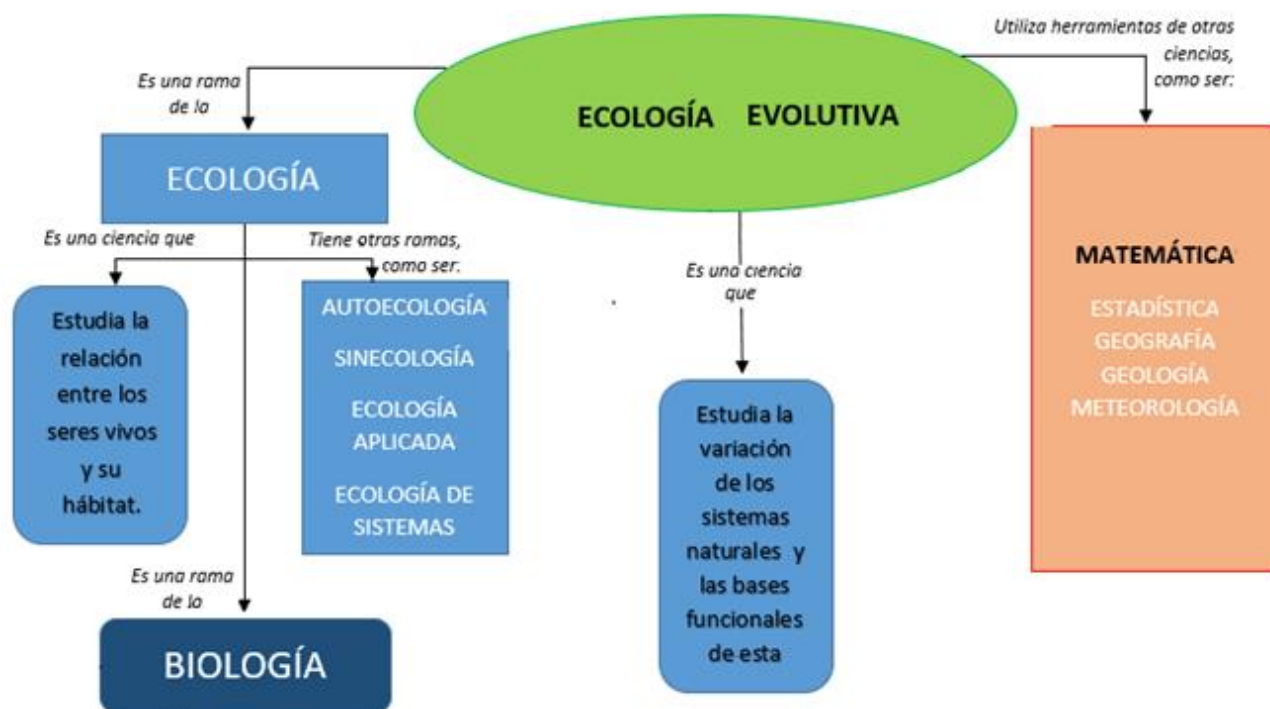 Utiliza herramientas de otras
ciencias,
como ser:
Es una rama
de la
ECOLOGÍA EVOLUTIVA
ECOLOGÍA
Es una ciencia que
Tiene otras ramas,
como ser:
Es una ciencia
que
MATEMÁTICA
ESTADÍSTICA
GEOGRAFÍA
GEOLOGÍA
METEOROLOGÍA
Estudia la
relación
entre los
seres vivos
y su
hábitat.
AUTOECOLOGÍA
SINECOLOGÍA
ECOLOGÍA
APLICADA
ECOLOGÍA DE
SISTEMAS
Estudia la
variación
de los
sistemas
naturales y
las bases
funcionales
de esta
Es una rama
de la
BIOLOGÍA